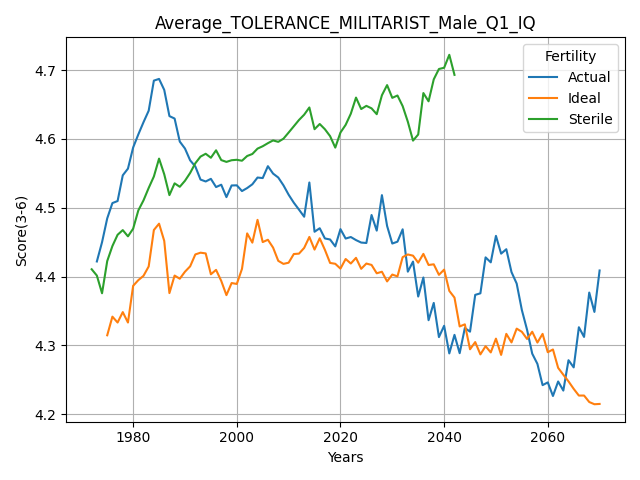 Average_TOLERANCE_MILITARIST_Male_Q1_IQ
Fertility
Actual
Ideal
Sterile
Score(3-6)
4.7
4.6
4.5
4.4
4.3
4.2
1980
2000
2020
2040
2060
Years